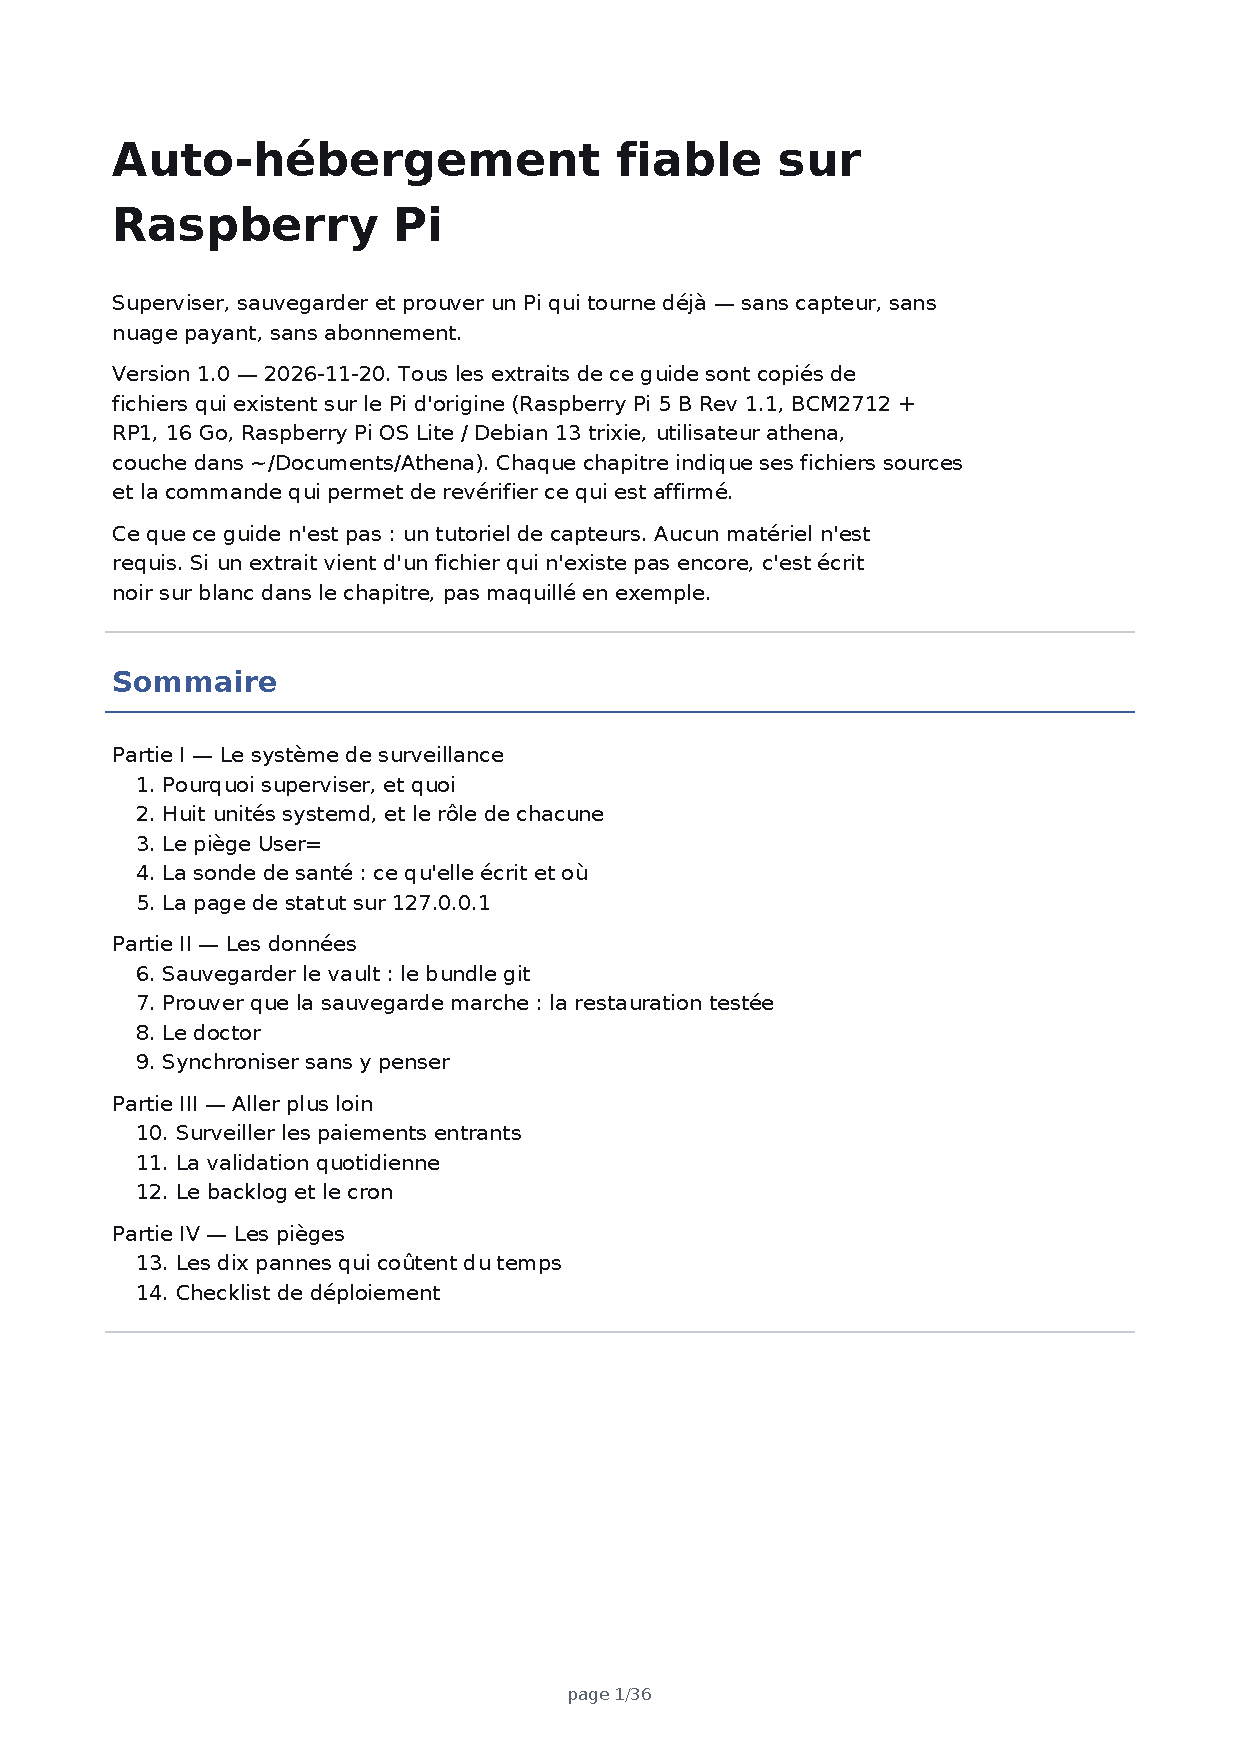 Auto-hébergement fiable sur
Raspberry Pi
Superviser, sauvegarder et prouver un Pi qui tourne déjà — sans capteur, sans
nuage payant, sans abonnement.
Version 1.0 — 2026-11-20. Tous les extraits de ce guide sont copiés de
fichiers qui existent sur le Pi d'origine (Raspberry Pi 5 B Rev 1.1, BCM2712 +
RP1, 16 Go, Raspberry Pi OS Lite / Debian 13 trixie, utilisateur athena,
couche dans ~/Documents/Athena). Chaque chapitre indique ses fichiers sources
et la commande qui permet de revérifier ce qui est affirmé.
Ce que ce guide n'est pas : un tutoriel de capteurs. Aucun matériel n'est
requis. Si un extrait vient d'un fichier qui n'existe pas encore, c'est écrit
noir sur blanc dans le chapitre, pas maquillé en exemple.
Sommaire
Partie I — Le système de surveillance
1. Pourquoi superviser, et quoi
2. Huit unités systemd, et le rôle de chacune
3. Le piège User=
4. La sonde de santé : ce qu'elle écrit et où
5. La page de statut sur 127.0.0.1
Partie II — Les données
6. Sauvegarder le vault : le bundle git
7. Prouver que la sauvegarde marche : la restauration testée
8. Le doctor
9. Synchroniser sans y penser
Partie III — Aller plus loin
10. Surveiller les paiements entrants
11. La validation quotidienne
12. Le backlog et le cron
Partie IV — Les pièges
13. Les dix pannes qui coûtent du temps
14. Checklist de déploiement
page 1/36